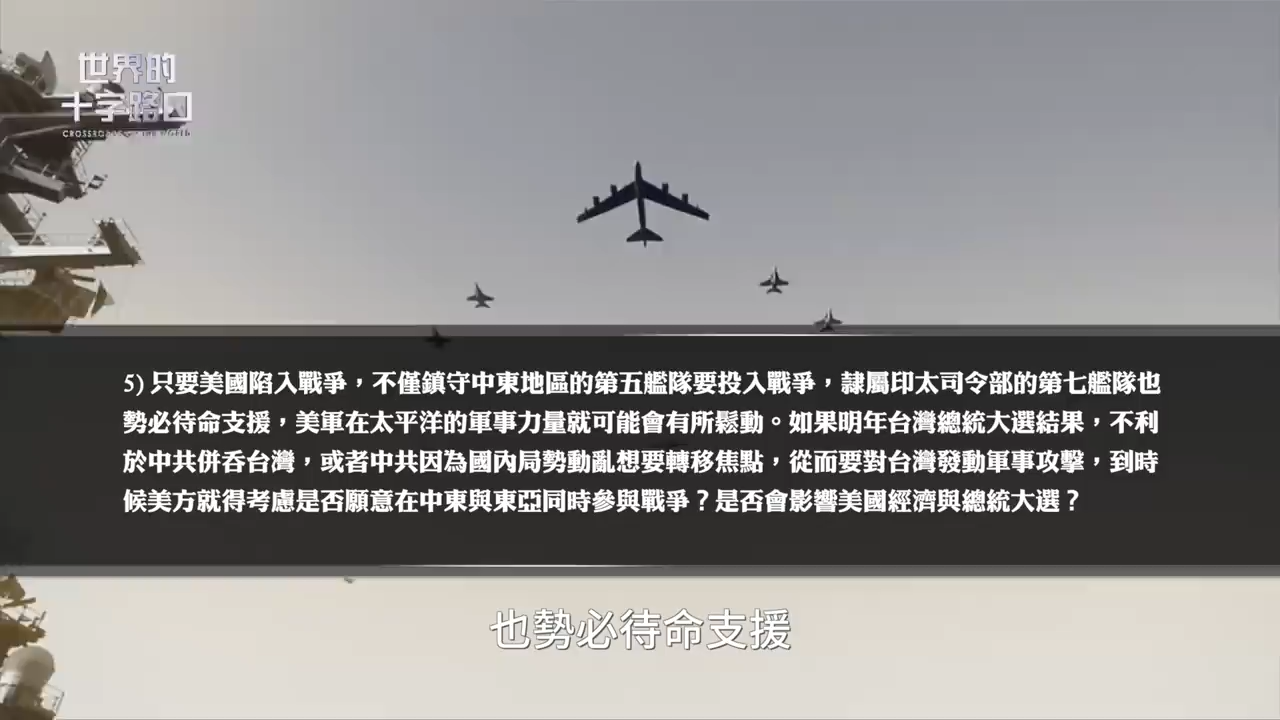 世界的
十字路口
CROSSROADS OF THE WORLD
5) 只要美國陷入戰爭，不僅鎮守中東地區的第五艦隊要投入戰爭，隸屬印太司令部的第七艦隊也
勢必待命支援，美軍在太平洋的軍事力量就可能會有所鬆動。如果明年台灣總統大選結果，不利
於中共併吞台灣，或者中共因為國內局勢動亂想要轉移焦點，從而要對台灣發動軍事攻擊，到時
候美方就得考慮是否願意在中東與東亞同時參與戰爭？是否會影響美國經濟與總統大選？
也勢必待命支援